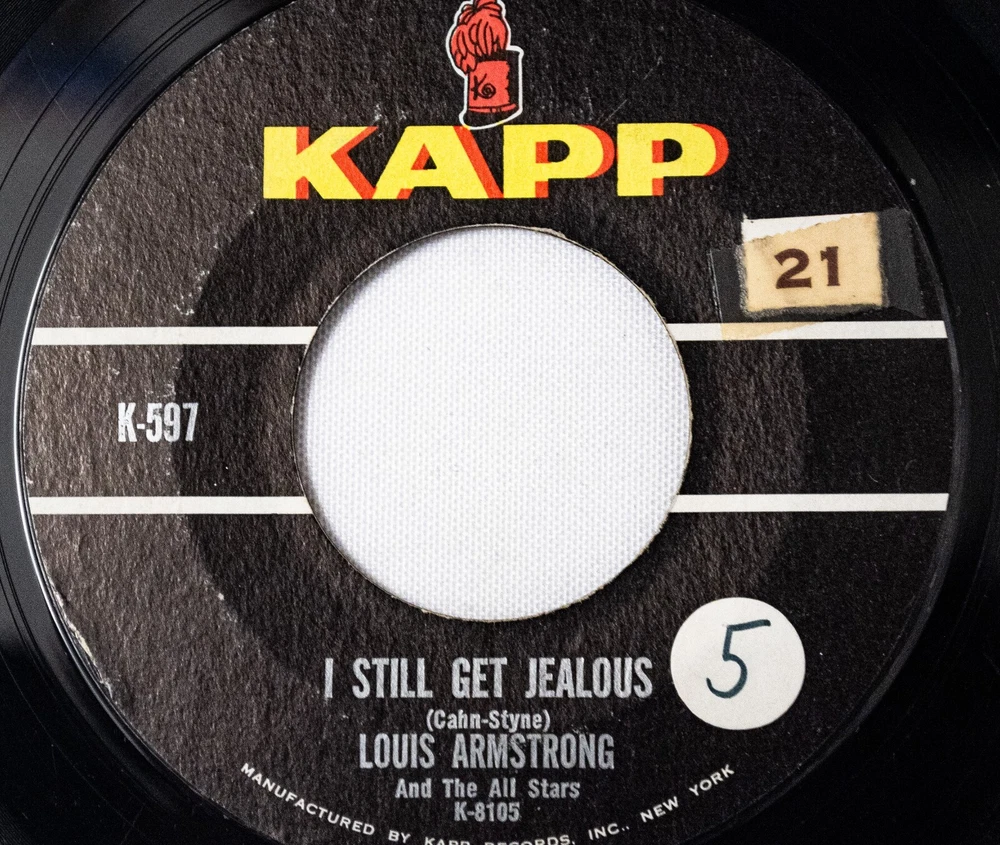 K
KAPP
21
K-597
5
I STILL GET JEALOUS
(Cahn-Styne)
LOUIS ARMSTRONG
And The All Stars
K-8105
MANUFACTURED BY KAPP RECORDS, INC., NEW YORK